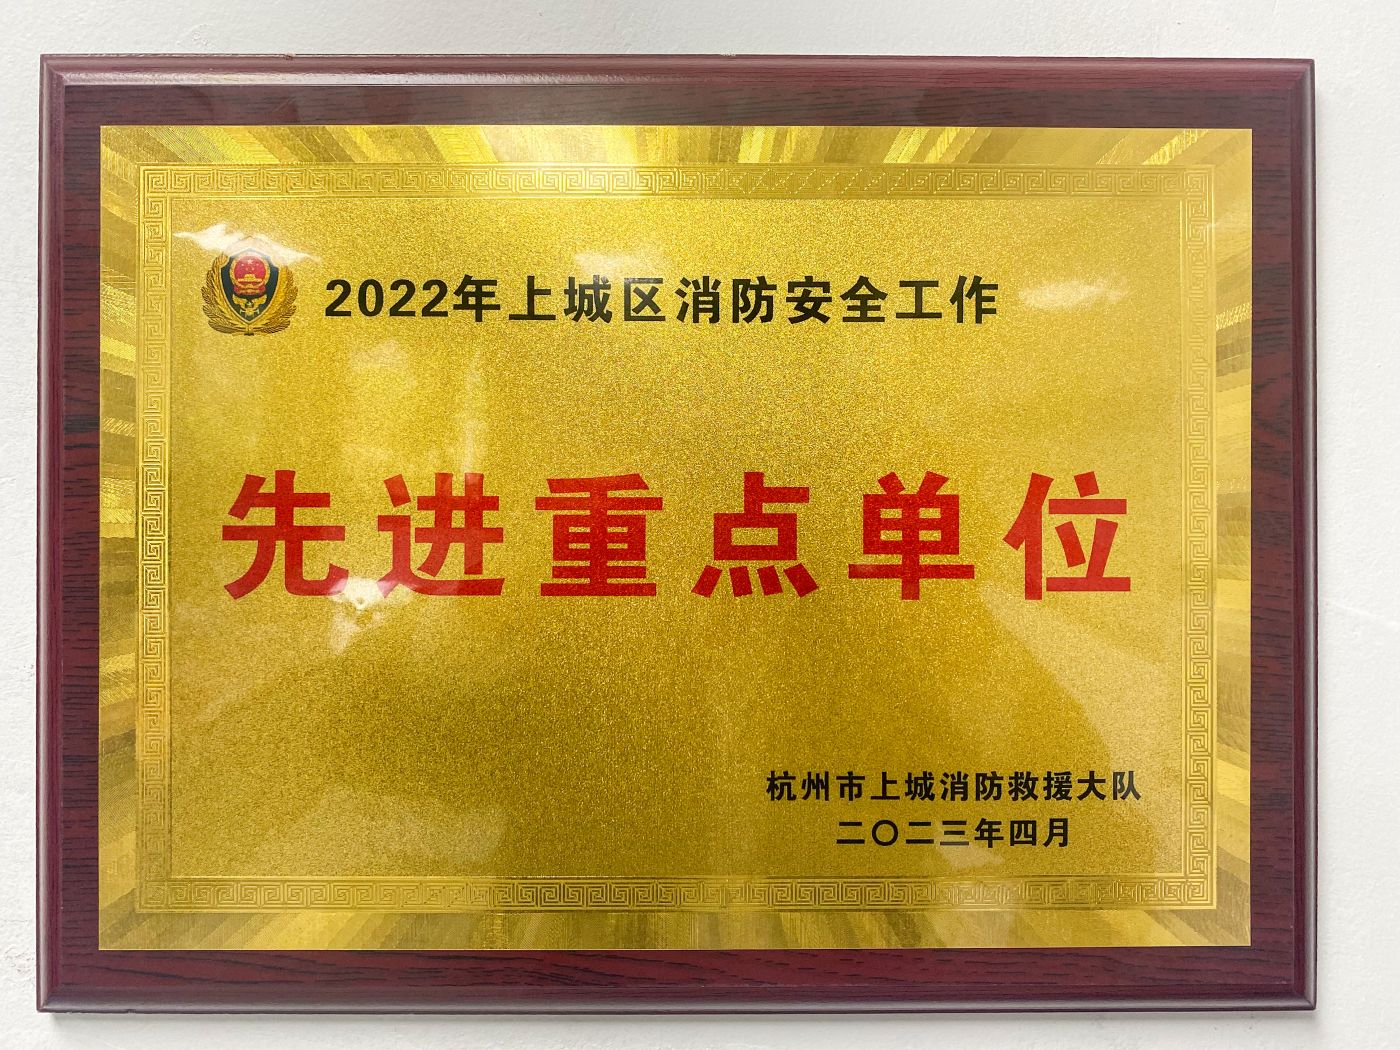 2022年上城区消防安全工作
先进重点单位
杭州市上城消防救援大队
二〇二三年四月